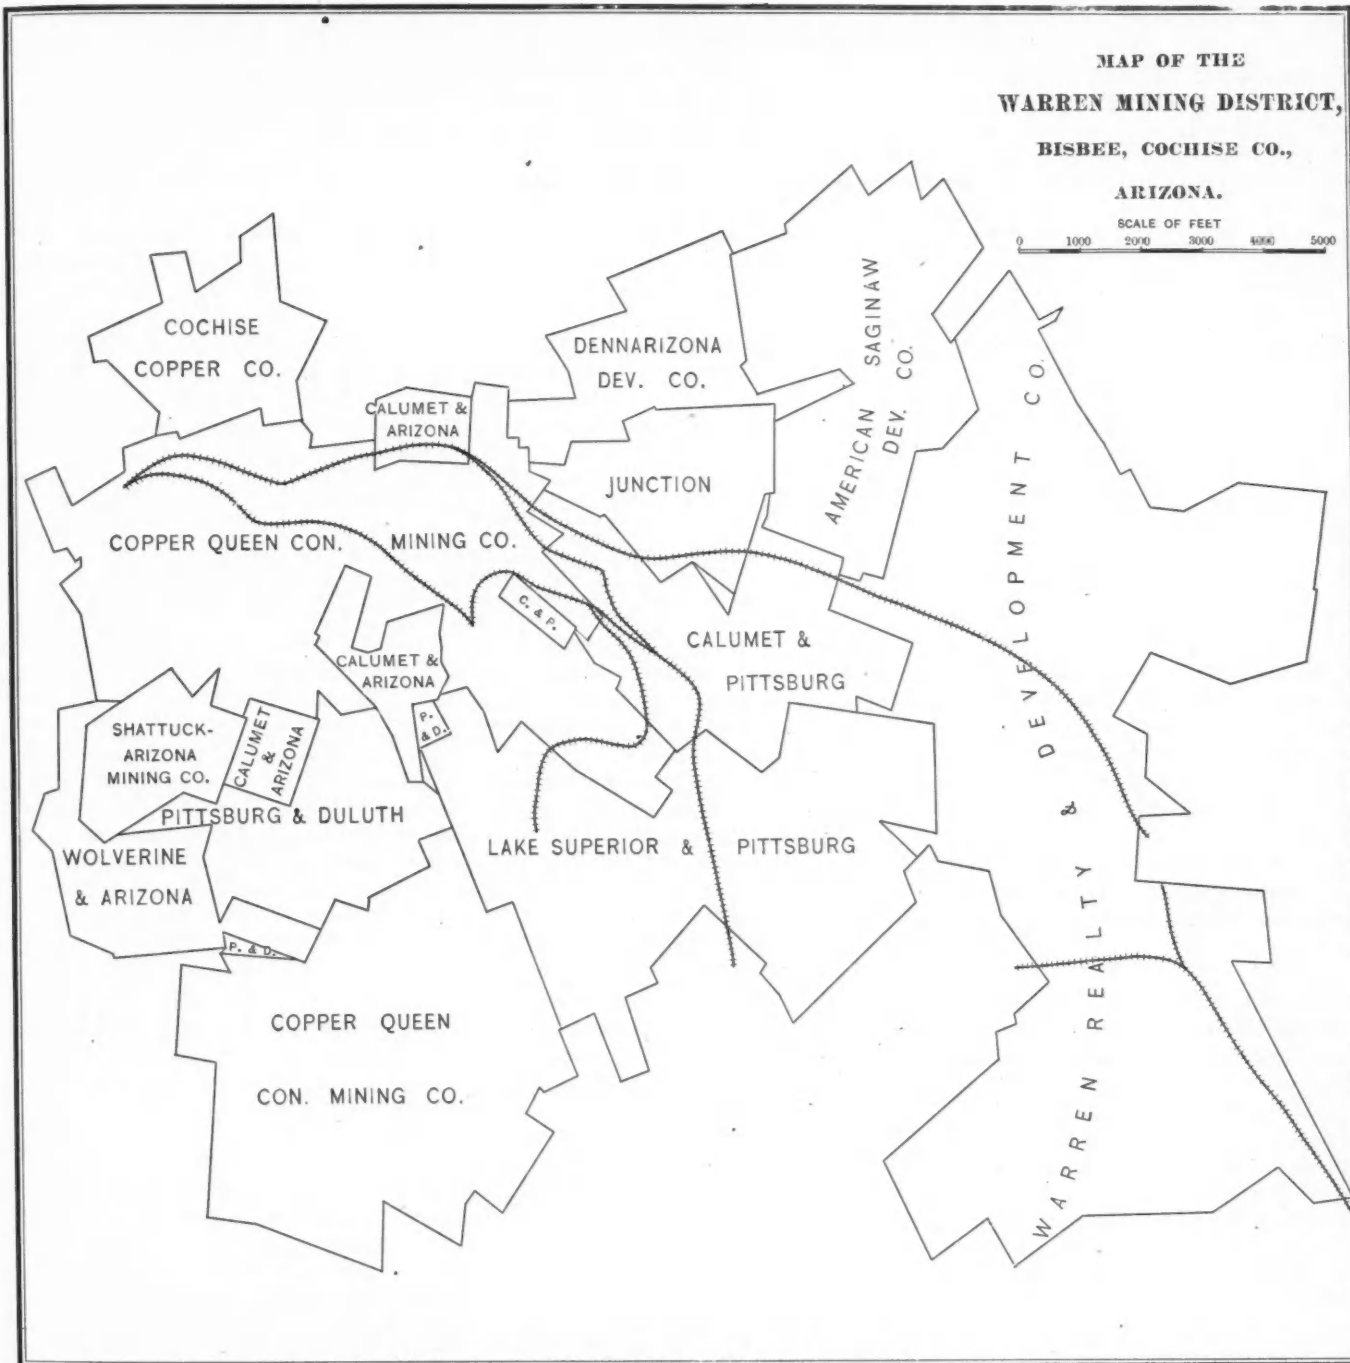 MAP OF THE
WARREN MINING DISTRICT,
BISBEE, COCHISE CO.,
ARIZONA.
SCALE OF FEET
0 1000 2000 3000 4000 5000
COCHISE
COPPER CO.
DENNARIZONA
DEV. CO.
AMERICAN SAGINAW
DEV. CO.
CALUMET &
ARIZONA
JUNCTION
COPPER QUEEN CON. MINING CO.
C. & P.
CALUMET &
PITTSBURG
CALUMET &
ARIZONA
P.
& D.
SHATTUCK-
ARIZONA
MINING CO.
CALUMET
&
ARIZONA
PITTSBURG & DULUTH
WOLVERINE
& ARIZONA
LAKE SUPERIOR & PITTSBURG
P. & D.
COPPER QUEEN
CON. MINING CO.
WARREN REALTY & DEVELOPMENT CO.